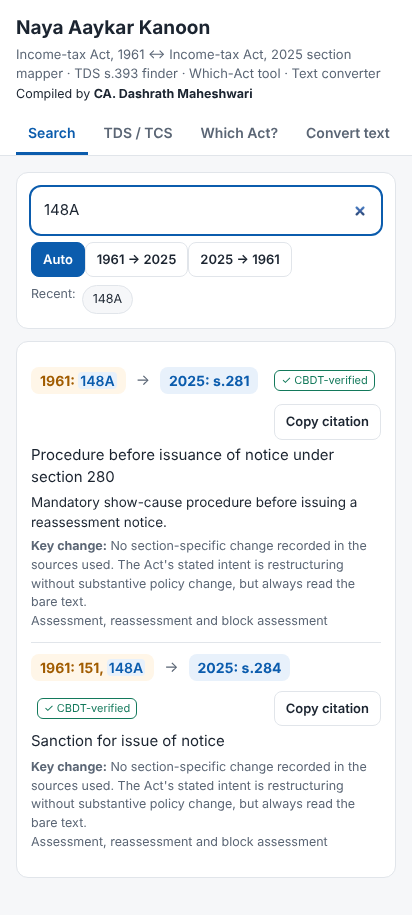 Naya Aaykar Kanoon
Income-tax Act, 1961 ↔ Income-tax Act, 2025 section
mapper · TDS s.393 finder · Which-Act tool · Text converter
Compiled by CA. Dashrath Maheshwari
Search TDS / TCS Which Act? Convert text
148A ×
Auto 1961 → 2025 2025 → 1961
Recent: 148A
1961: 148A → 2025: s.281 ✓ CBDT-verified
Copy citation
Procedure before issuance of notice under
section 280
Mandatory show-cause procedure before issuing a
reassessment notice.
Key change: No section-specific change recorded in the
sources used. The Act's stated intent is restructuring
without substantive policy change, but always read the
bare text.
Assessment, reassessment and block assessment
1961: 151, 148A → 2025: s.284
✓ CBDT-verified Copy citation
Sanction for issue of notice
Key change: No section-specific change recorded in the
sources used. The Act's stated intent is restructuring
without substantive policy change, but always read the
bare text.
Assessment, reassessment and block assessment